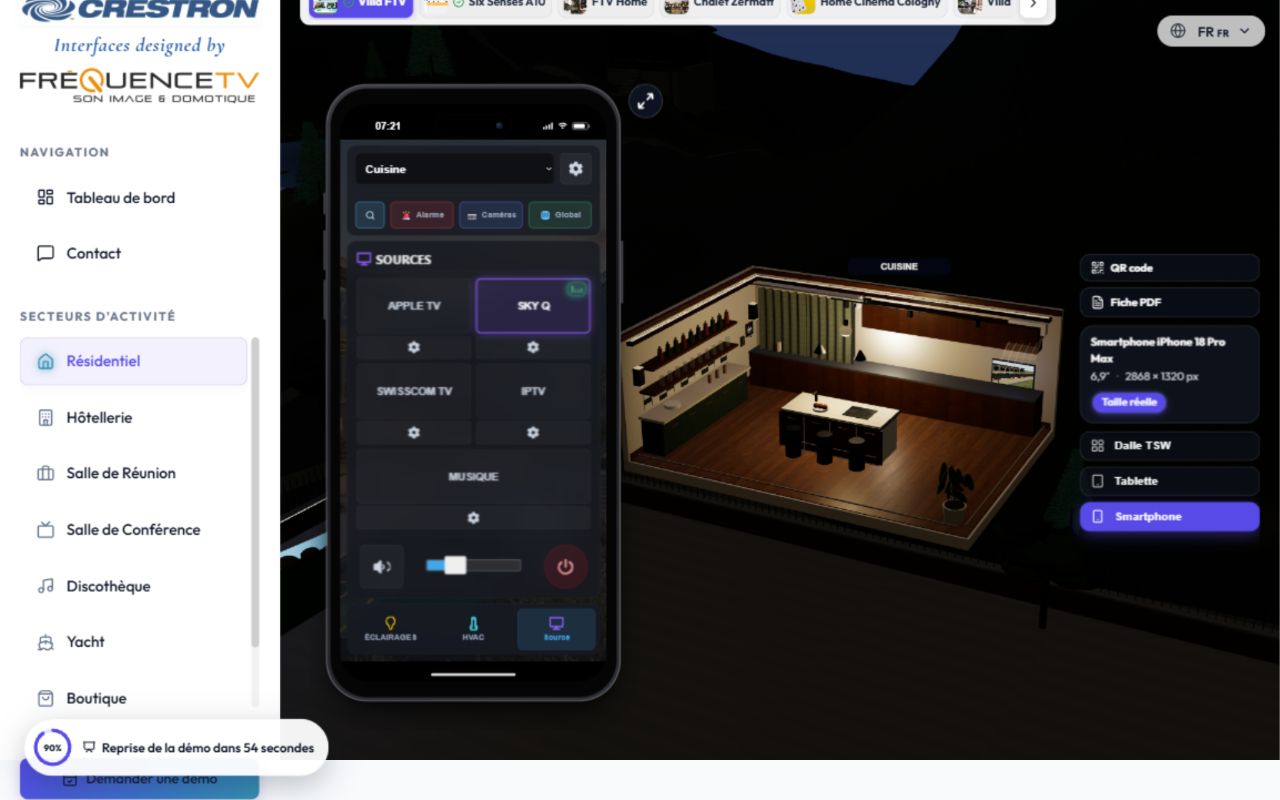 CRESTRON
Interfaces designed by
FREQUENCETV
SON IMAGE & DOMOTIQUE
NAVIGATION
Tableau de bord
Contact
SECTEURS D'ACTIVITÉ
Résidentiel
Hôtellerie
Salle de Réunion
Salle de Conférence
Discothèque
Yacht
Boutique
90%
Reprise de la démo dans 54 secondes
Demander une démo
Villa FTV
Six Senses A10
FTV Home
Chalet Zermatt
Home Cinema Cologny
Villa
FR FR
07:21
Cuisine
Alarme
Caméras
Global
SOURCES
APPLE TV
SKY Q
SWISSCOM TV
IPTV
MUSIQUE
ÉCLAIRAGES
HVAC
Source
CUISINE
QR code
Fiche PDF
Smartphone iPhone 18 Pro
Max
6,9" · 2868 × 1320 px
Taille réelle
Dalle TSW
Tablette
Smartphone